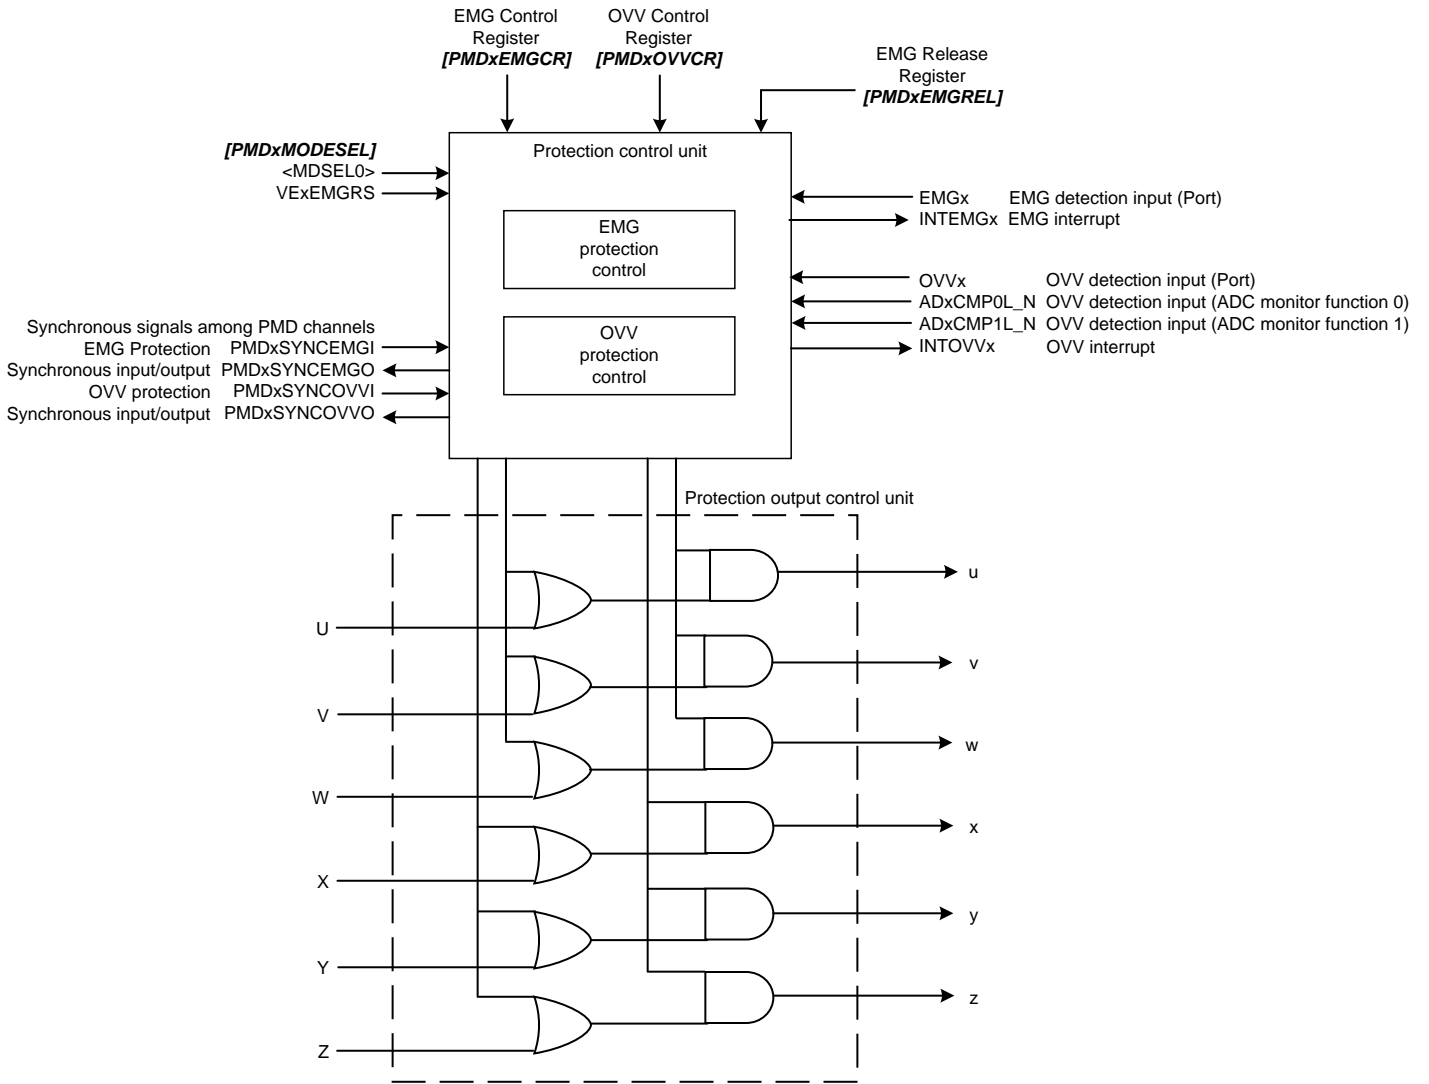 EMG Control
Register
[PMDxEMGCR]
OVV Control
Register
[PMDxOVVCR]
EMG Release
Register
[PMDxEMGREL]
[PMDxMODESEL]
<MDSEL0>
VExEMGRS
Protection control unit
EMG
protection
control
OVV
protection
control
EMGx EMG detection input (Port)
INTEMGx EMG interrupt
OVVx OVV detection input (Port)
ADxCMP0L_N OVV detection input (ADC monitor function 0)
ADxCMP1L_N OVV detection input (ADC monitor function 1)
INTOVVx OVV interrupt
Synchronous signals among PMD channels
EMG Protection PMDxSYNCEMGI
Synchronous input/output PMDxSYNCEMGO
OVV protection PMDxSYNCOVVI
Synchronous input/output PMDxSYNCOVVO
Protection output control unit
U
u
V
v
W
w
X
x
Y
y
Z
z